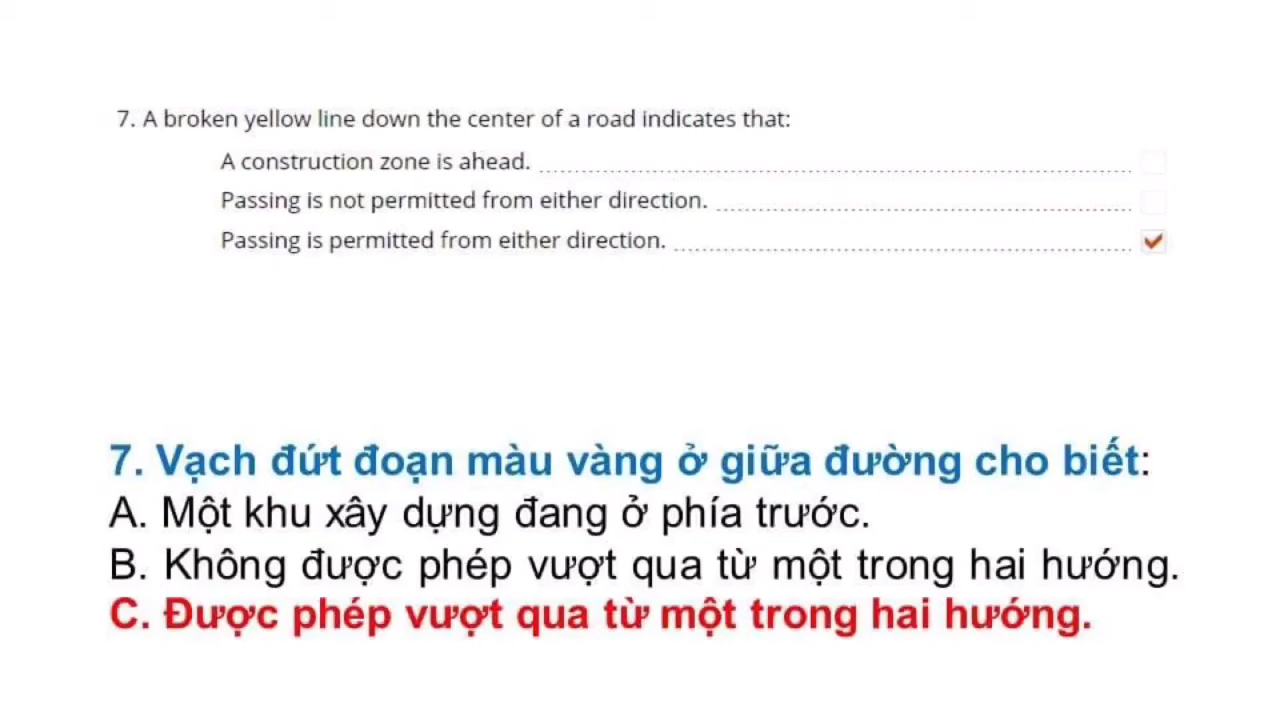 7. A broken yellow line down the center of a road indicates that:
A construction zone is ahead.
Passing is not permitted from either direction.
Passing is permitted from either direction.
7. Vạch đứt đoạn màu vàng ở giữa đường cho biết:
A. Một khu xây dựng đang ở phía trước.
B. Không được phép vượt qua từ một trong hai hướng.
C. Được phép vượt qua từ một trong hai hướng.